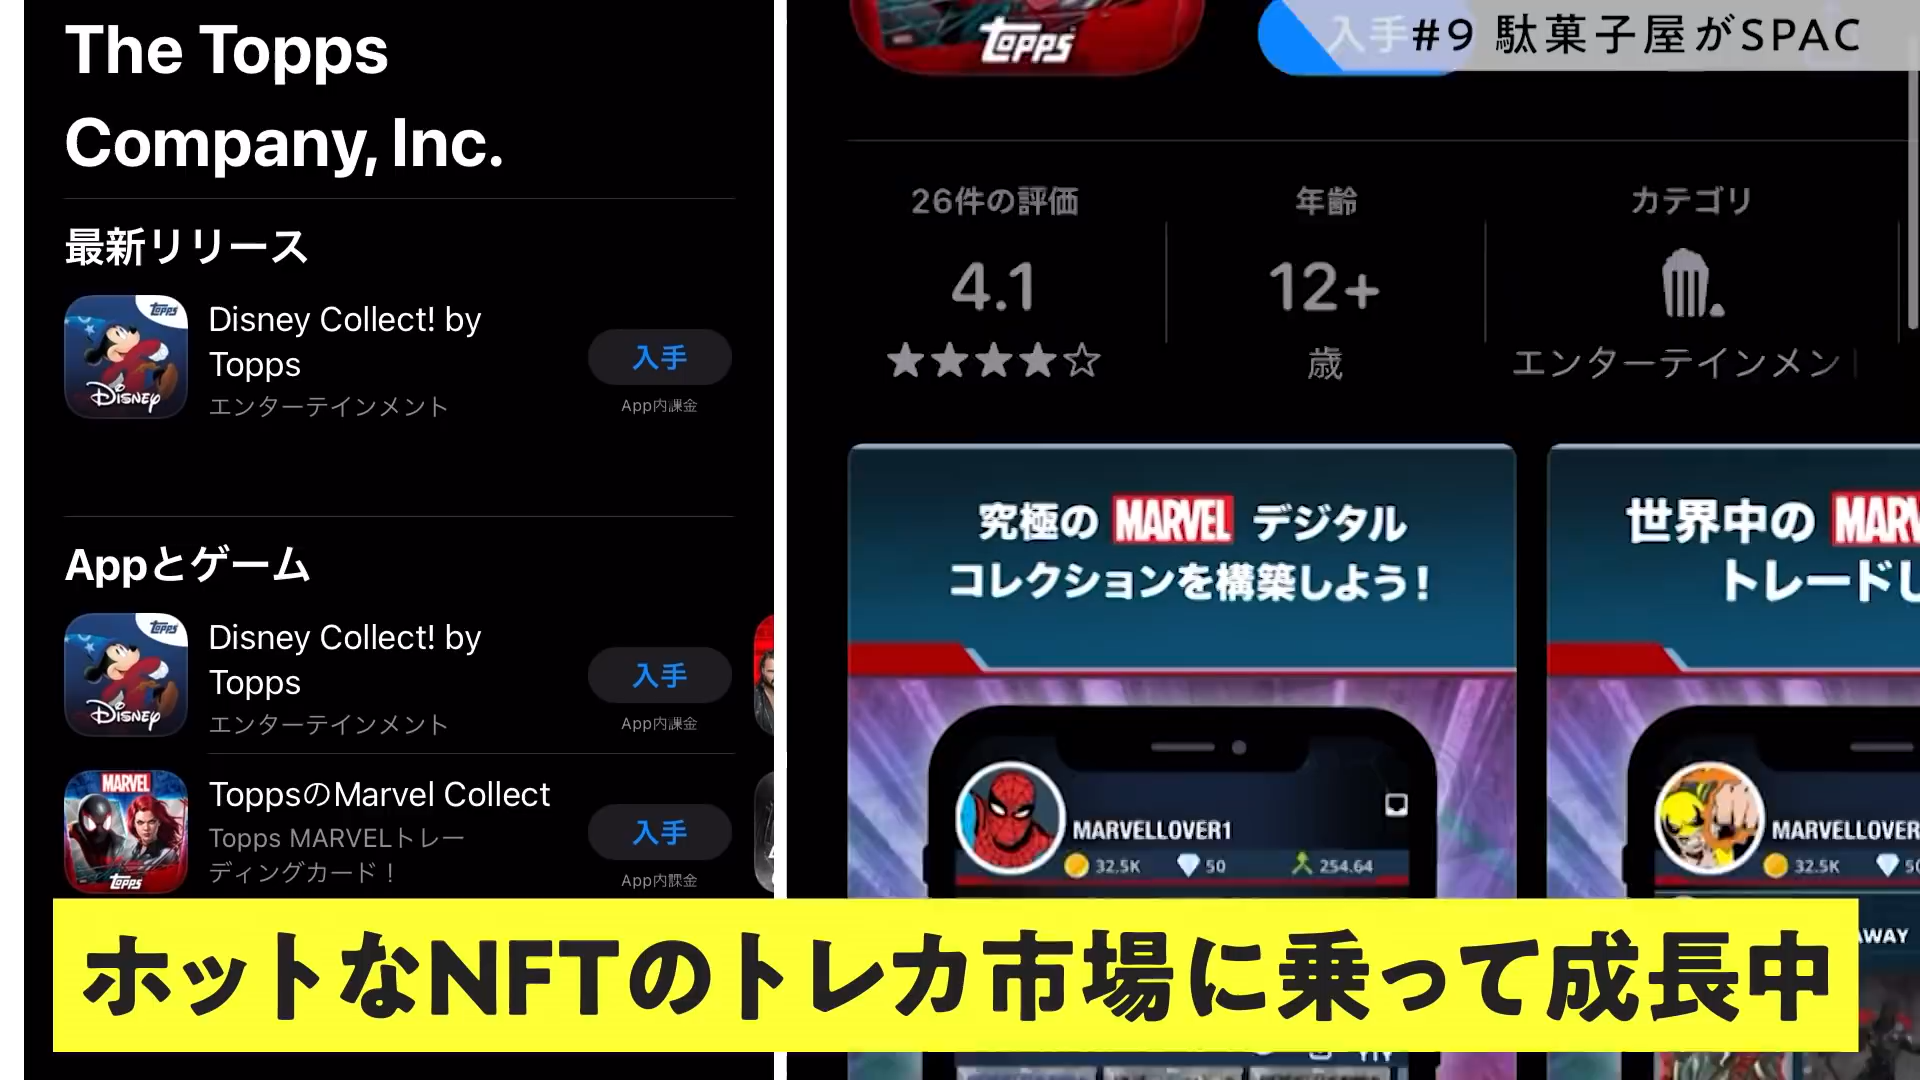 The Topps
Company, Inc.
最新リリース
TOPPS
DISNEY
Disney Collect! by
Topps
エンターテインメント
入手
App内課金
Appとゲーム
TOPPS
DISNEY
Disney Collect! by
Topps
エンターテインメント
入手
App内課金
MARVEL
TOPPS
ToppsのMarvel Collect
Topps MARVELトレー
ディングカード！
入手
App内課金
TOPPS
入手
#9 駄菓子屋がSPAC
26件の評価
4.1
★★★★☆
年齢
12+
歳
カテゴリ
エンターテインメン
究極の MARVEL デジタル
コレクションを構築しよう!
MARVELLOVER1
32.5K
50
254.64
世界中の MARV
トレードし
MARVELLOVER
32.5K
AWAY
ホットなNFTのトレカ市場に乗って成長中